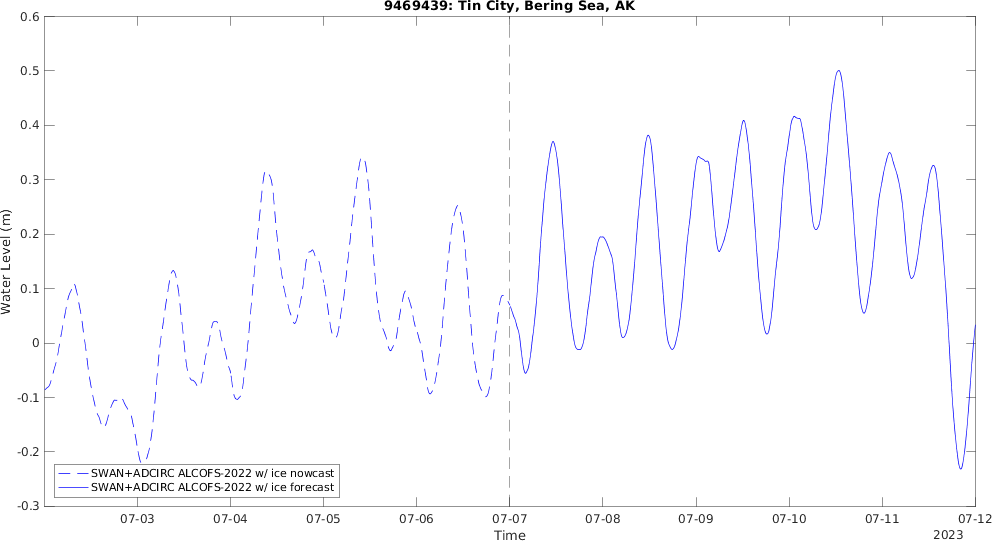 9469439: Tin City, Bering Sea, AK
0.6
0.5
0.4
0.3
0.2
0.1
0
-0.1
-0.2
-0.3
Water Level (m)
SWAN+ADCIRC ALCOFS-2022 w/ ice nowcast
SWAN+ADCIRC ALCOFS-2022 w/ ice forecast
07-03 07-04 07-05 07-06 07-07 07-08 07-09 07-10 07-11 07-12
Time
2023